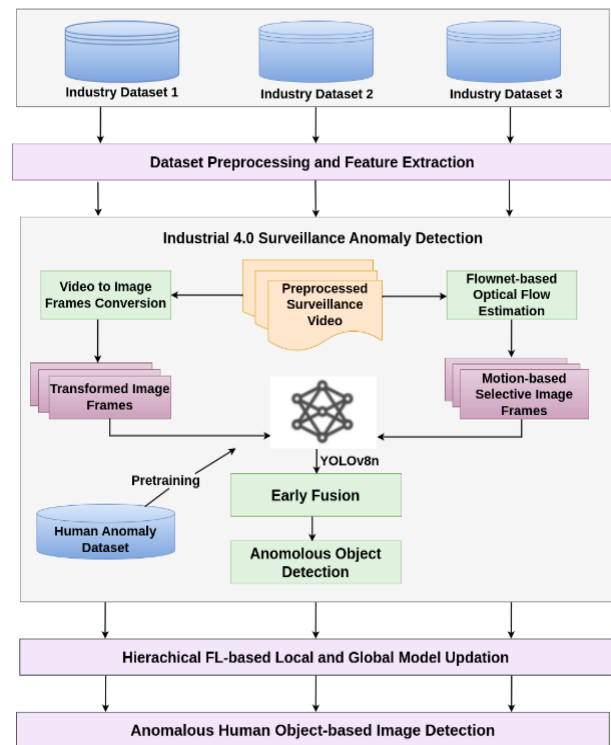 Industry Dataset 1
Industry Dataset 2
Industry Dataset 3
Dataset Preprocessing and Feature Extraction
Industrial 4.0 Surveillance Anomaly Detection
Video to Image
Frames Conversion
Preprocessed
Surveillance
Video
Flownet-based
Optical Flow
Estimation
Transformed Image
Frames
Motion-based
Selective Image
Frames
YOLOv8n
Pretraining
Early Fusion
Human Anomaly
Dataset
Anomolous Object
Detection
Hierachical FL-based Local and Global Model Updation
Anomalous Human Object-based Image Detection